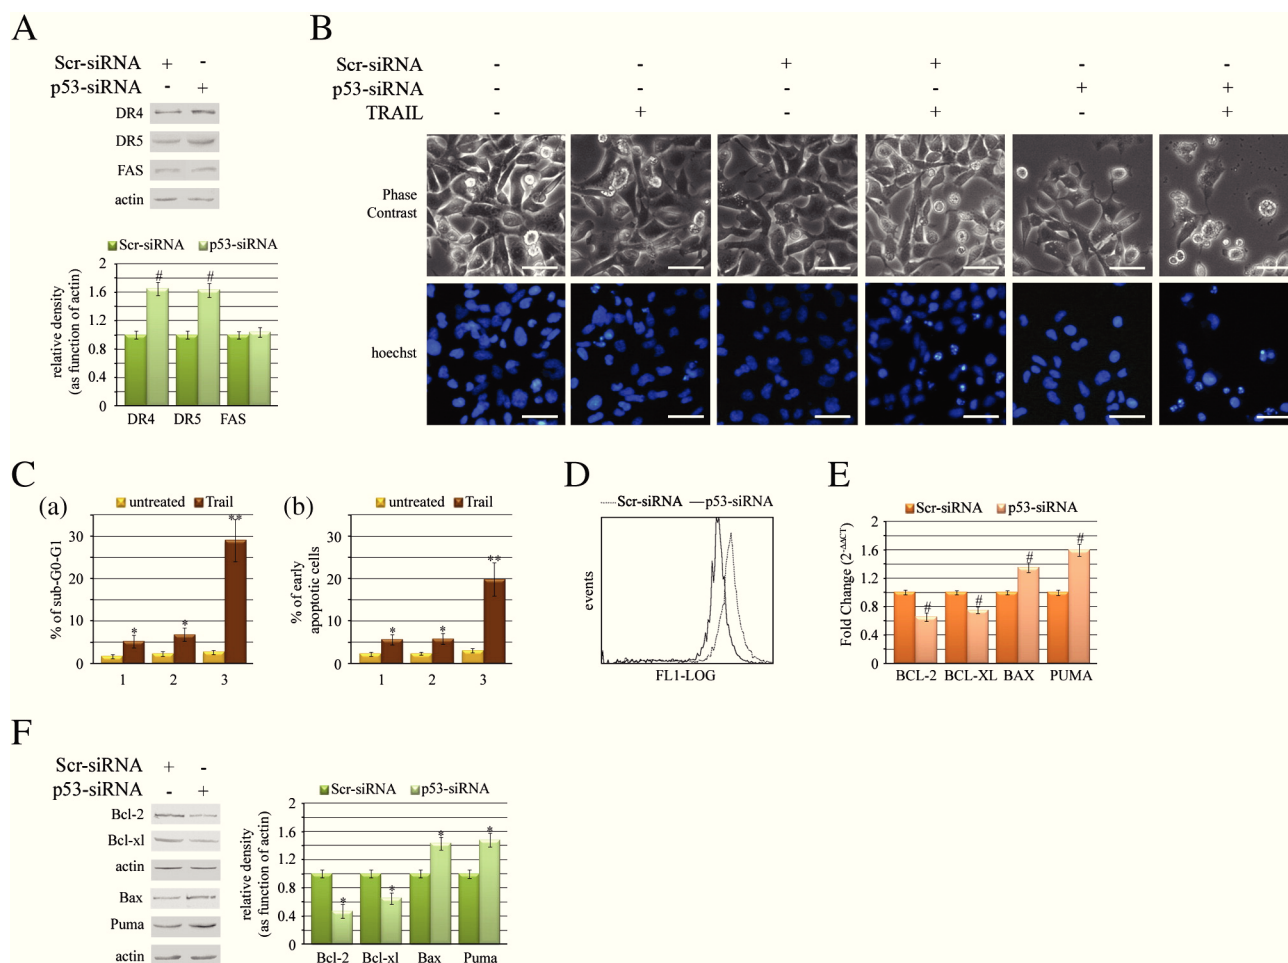 A
Scr-siRNA + -
p53-siRNA - +
DR4
DR5
FAS
actin
Scr-siRNA p53-siRNA
relative density
(as function of actin)
2
1.6
1.2
0.8
0.4
0
# #
DR4 DR5 FAS
B
Scr-siRNA - - + + - -
p53-siRNA - - - - + +
TRAIL - + - + - +
Phase
Contrast
hoechst
C
(a)
untreated Trail
% of sub-G0-G1
30
20
10
0
* * **
1 2 3
(b)
untreated Trail
% of early
apoptotic cells
30
20
10
0
* * **
1 2 3
D
Scr-siRNA p53-siRNA
events
FL1-LOG
E
Scr-siRNA p53-siRNA
Fold Change (2-ΔΔCT)
2
1.6
1.2
0.8
0.4
0
# # # #
BCL-2 BCL-XL BAX PUMA
F
Scr-siRNA + -
p53-siRNA - +
Bcl-2
Bcl-xl
actin
Bax
Puma
actin
Scr-siRNA p53-siRNA
relative density
(as function of actin)
2
1.6
1.2
0.8
0.4
0
* * * *
Bcl-2 Bcl-xl Bax Puma